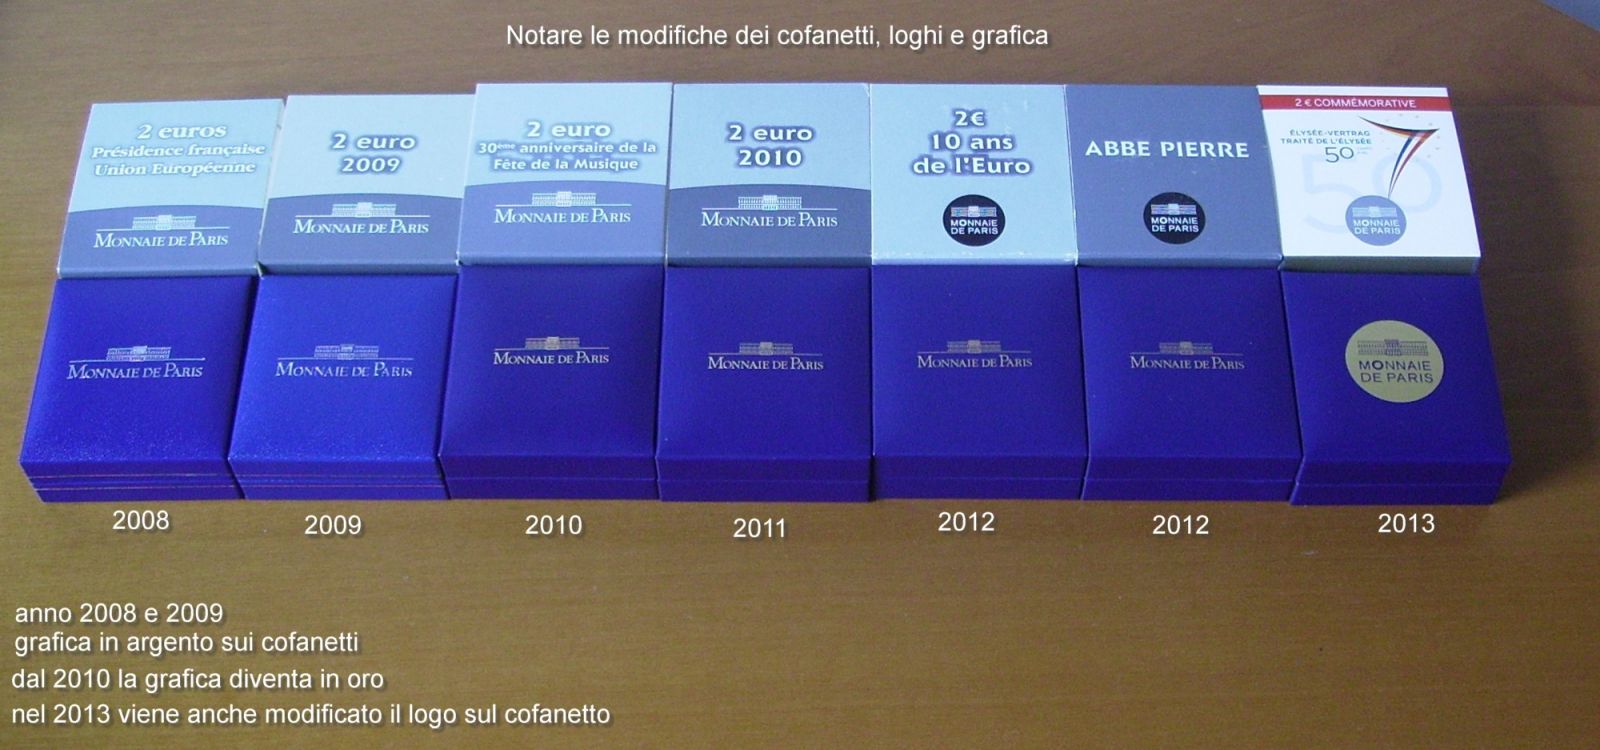 Notare le modifiche dei cofanetti, loghi e grafica
2 euros
Présidence française
Union Européenne
MONNAIE DE PARIS
2 euro
2009
MONNAIE DE PARIS
2 euro
30ème anniversaire de la
Fête de la Musique
MONNAIE DE PARIS
2 euro
2010
MONNAIE DE PARIS
2€
10 ans
de l'Euro
MONNAIE
DE PARIS
ABBE PIERRE
MONNAIE
DE PARIS
2 € COMMÉMORATIVE
ÉLYSÉE-VERTRAG
TRAITÉ DE L'ÉLYSÉE
50
50
MONNAIE
DE PARIS
MONNAIE DE PARIS
MONNAIE DE PARIS
MONNAIE DE PARIS
MONNAIE DE PARIS
MONNAIE DE PARIS
MONNAIE DE PARIS
MONNAIE
DE PARIS
2008
2009
2010
2011
2012
2012
2013
anno 2008 e 2009
grafica in argento sui cofanetti
dal 2010 la grafica diventa in oro
nel 2013 viene anche modificato il logo sul cofanetto